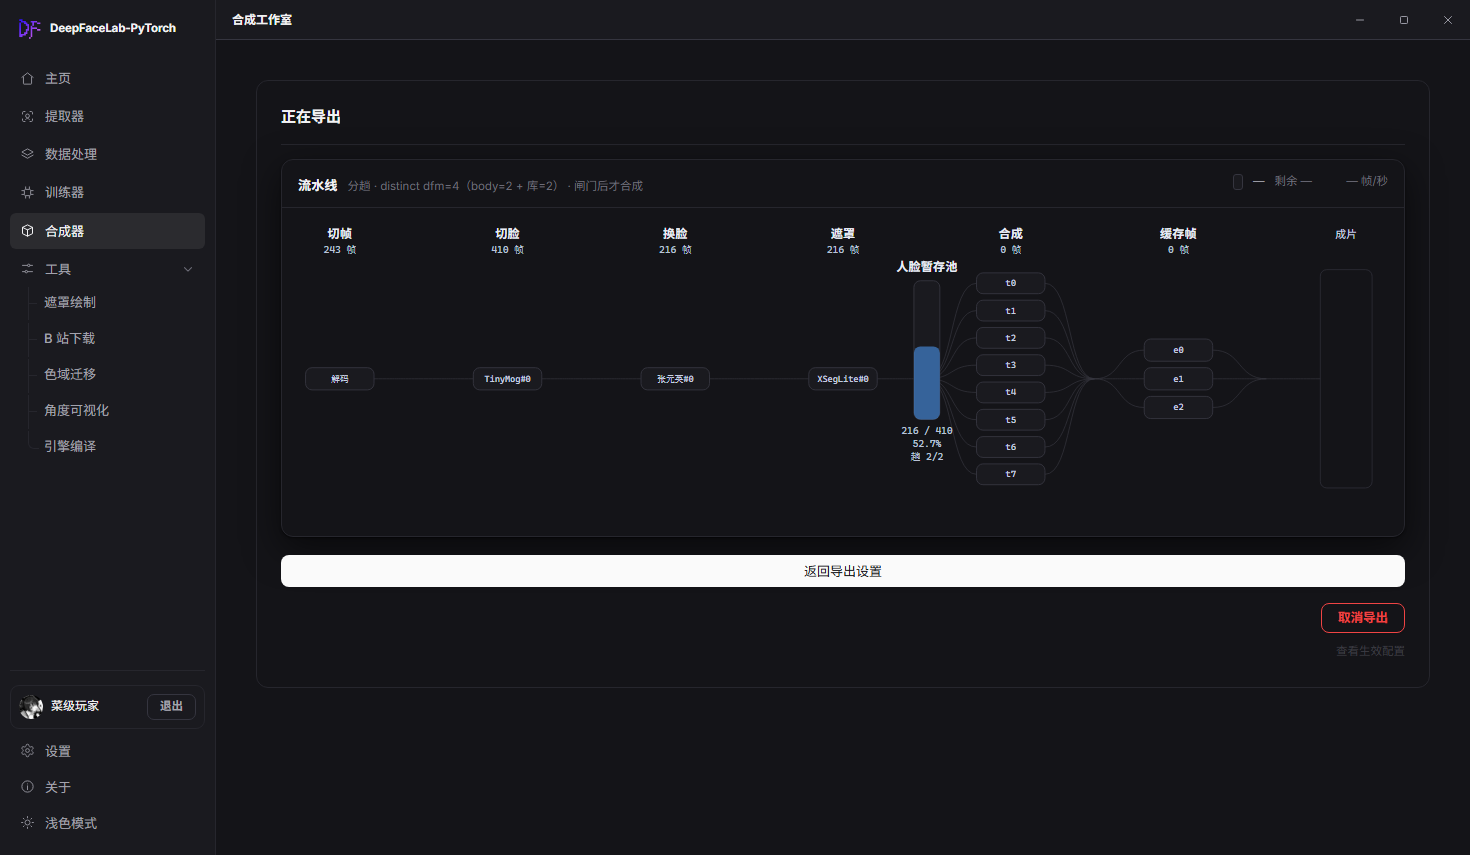 DeepFaceLab-PyTorch
主页
提取器
数据处理
训练器
合成器
工具
遮罩绘制
B 站下载
色域迁移
角度可视化
引擎编译
菜级玩家
退出
设置
关于
浅色模式
合成工作室
正在导出
流水线 分趟 · distinct dfm=4（body=2 + 库=2） · 闸门后才合成
— 剩余 — — 帧/秒
切帧
243 帧
切脸
410 帧
换脸
216 帧
遮罩
216 帧
合成
0 帧
缓存帧
0 帧
成片
解码
TinyMog#0
张元英#0
XSegLite#0
人脸暂存池
216 / 410
52.7%
趟 2/2
t0
t1
t2
t3
t4
t5
t6
t7
e0
e1
e2
返回导出设置
取消导出
查看生效配置